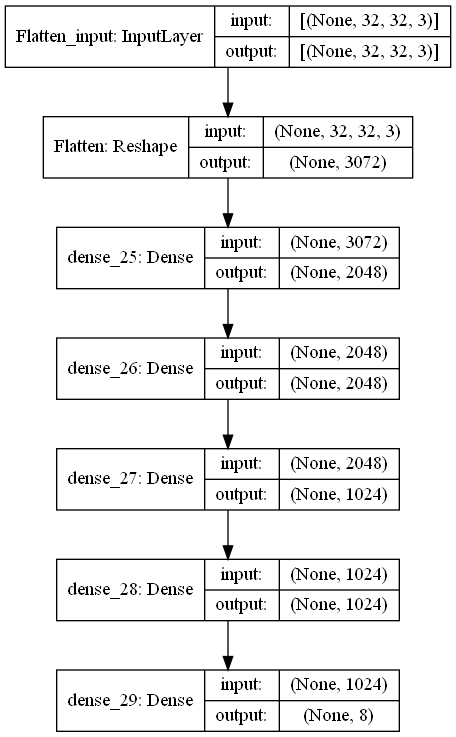 Flatten_input: InputLayer
input:
[(None, 32, 32, 3)]
output:
[(None, 32, 32, 3)]
Flatten: Reshape
input:
(None, 32, 32, 3)
output:
(None, 3072)
dense_25: Dense
input:
(None, 3072)
output:
(None, 2048)
dense_26: Dense
input:
(None, 2048)
output:
(None, 2048)
dense_27: Dense
input:
(None, 2048)
output:
(None, 1024)
dense_28: Dense
input:
(None, 1024)
output:
(None, 1024)
dense_29: Dense
input:
(None, 1024)
output:
(None, 8)